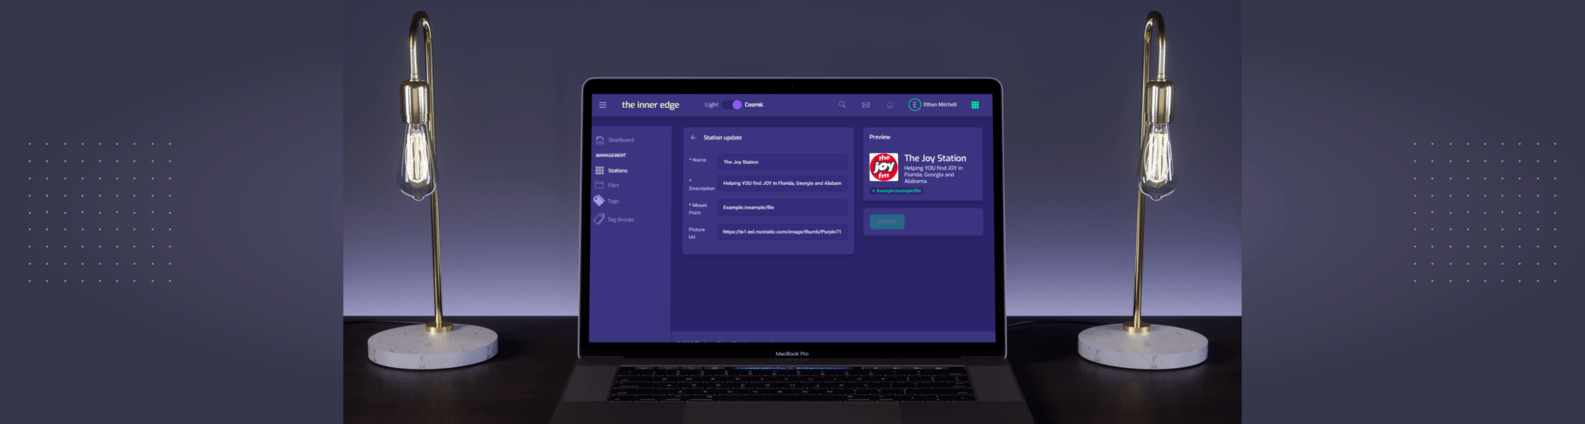 the inner edge
Light
Cosmic
E
Ethan Mitchell
Dashboard
MANAGEMENT
Stations
Files
Tags
Tag Groups
Station update
* Name
The Joy Station
* Description
Helping YOU find JOY in Florida, Georgia and Alabam
* Mount
Point
Example:/example/file
Picture
Url
https://is1-ssl.mzstatic.com/image/thumb/Purple71
Preview
the
joy
fm
The Joy Station
Helping YOU find JOY in
Florida, Georgia and
Alabama
Example:/example/file
UPDATE
MacBook Pro